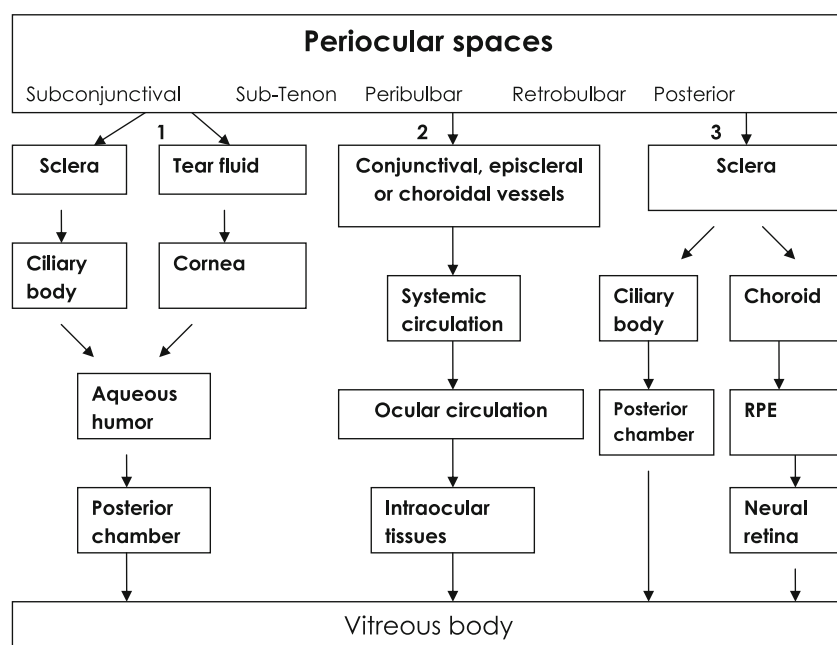 Periocular spaces
Subconjunctival Sub-Tenon Peribulbar Retrobulbar Posterior
1
2
3
Sclera
Tear fluid
Conjunctival, episcleral
or choroidal vessels
Sclera
Ciliary
body
Cornea
Systemic
circulation
Ciliary
body
Choroid
Aqueous
humor
Ocular circulation
Posterior
chamber
RPE
Posterior
chamber
Intraocular
tissues
Neural
retina
Vitreous body